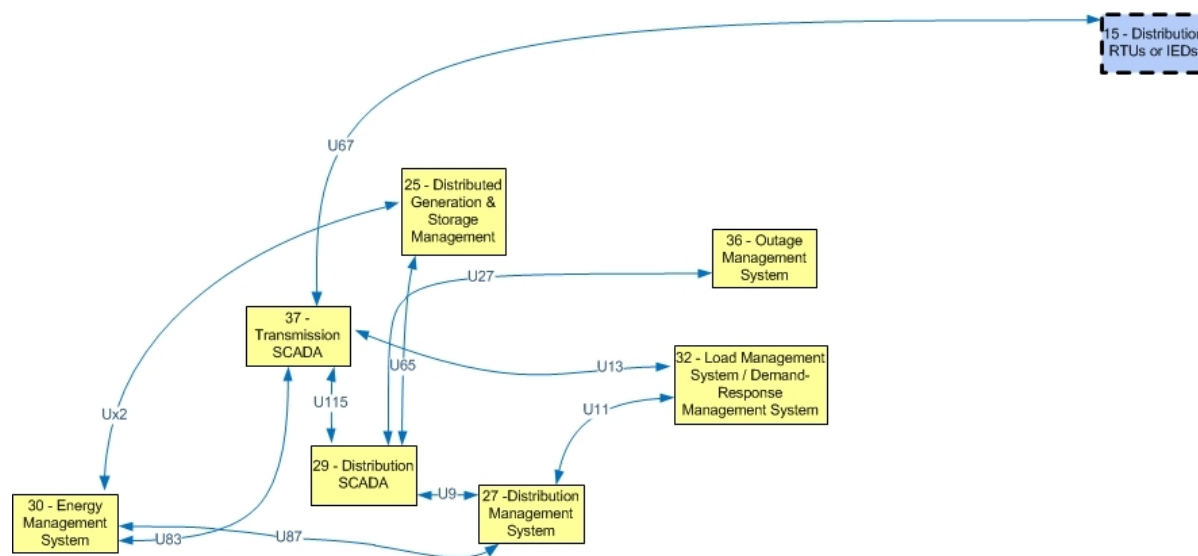 15 - Distribution
RTUs or IEDs
U67
25 - Distributed
Generation &
Storage
Management
36 - Outage
Management
System
U27
37 -
Transmission
SCADA
32 - Load Management
System / Demand-
Response
Management System
U13
U65
U115
Ux2
U11
29 - Distribution
SCADA
27 -Distribution
Management
System
U9
30 - Energy
Management
System
U83
U87